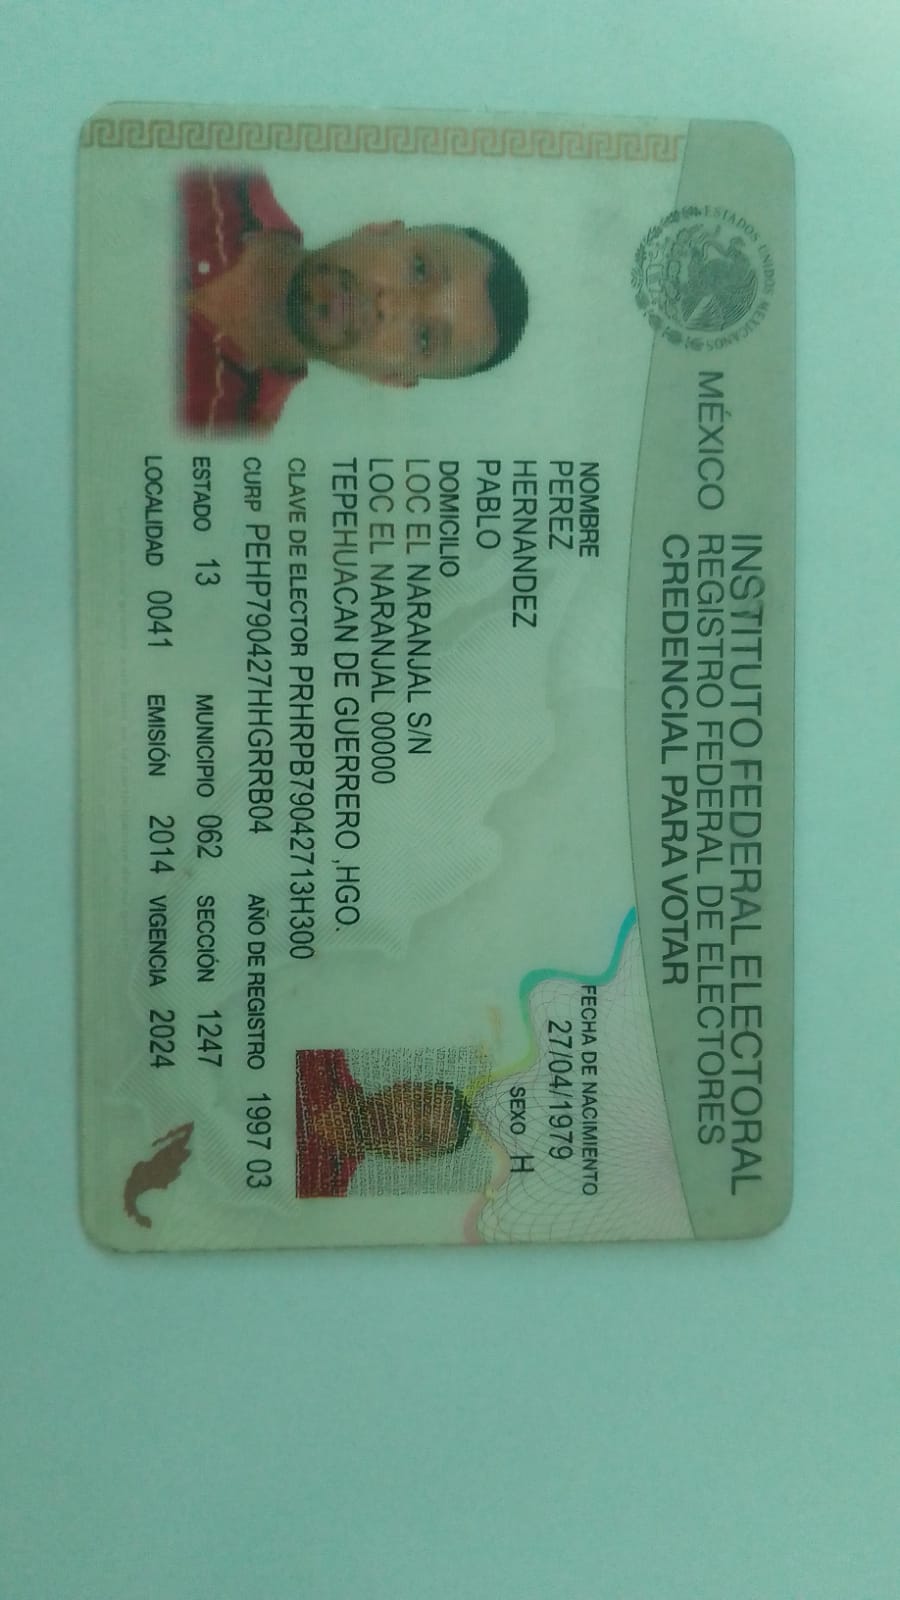 ESTADOS UNIDOS MEXICANOS
MÉXICO INSTITUTO FEDERAL ELECTORAL
REGISTRO FEDERAL DE ELECTORES
CREDENCIAL PARA VOTAR
NOMBRE
PEREZ
HERNANDEZ
PABLO
FECHA DE NACIMIENTO
27/04/1979
SEXO H
DOMICILIO
LOC EL NARANJAL S/N
LOC EL NARANJAL 00000
TEPEHUACAN DE GUERRERO ,HGO.
CLAVE DE ELECTOR PRHRPB79042713H300
CURP PEHP790427HHGRRB04 AÑO DE REGISTRO 1997 03
ESTADO 13 MUNICIPIO 062 SECCIÓN 1247
LOCALIDAD 0041 EMISIÓN 2014 VIGENCIA 2024